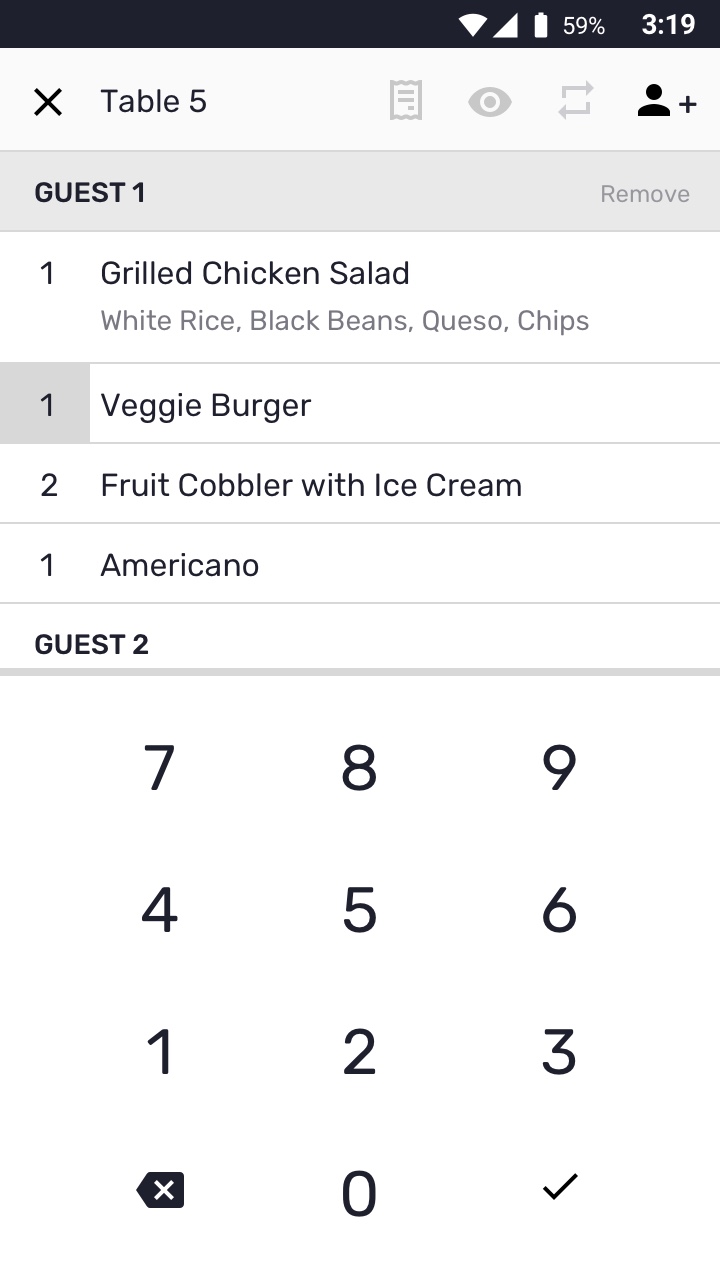 59% 3:19
Table 5
GUEST 1 Remove
1 Grilled Chicken Salad
White Rice, Black Beans, Queso, Chips
1 Veggie Burger
2 Fruit Cobbler with Ice Cream
1 Americano
GUEST 2
7 8 9
4 5 6
1 2 3
0